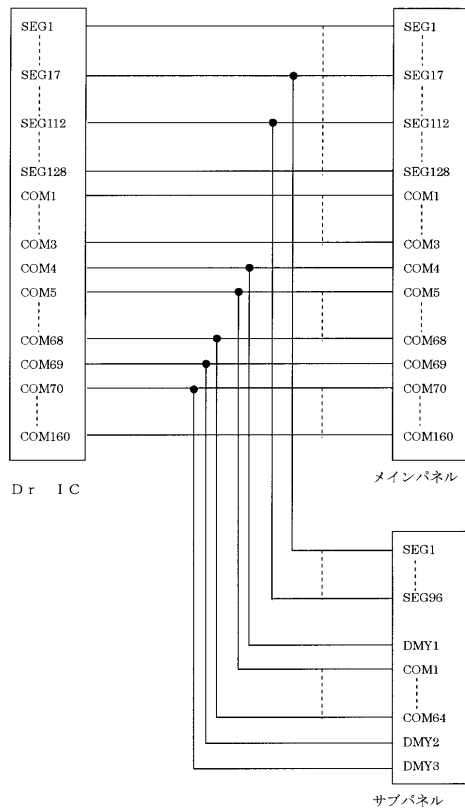 SEG1
SEG17
SEG112
SEG128
COM1
COM3
COM4
COM5
COM68
COM69
COM70
COM160
Dr IC
SEG1
SEG17
SEG112
SEG128
COM1
COM3
COM4
COM5
COM68
COM69
COM70
COM160
メインパネル
SEG1
SEG96
DMY1
COM1
COM64
DMY2
DMY3
サブパネル